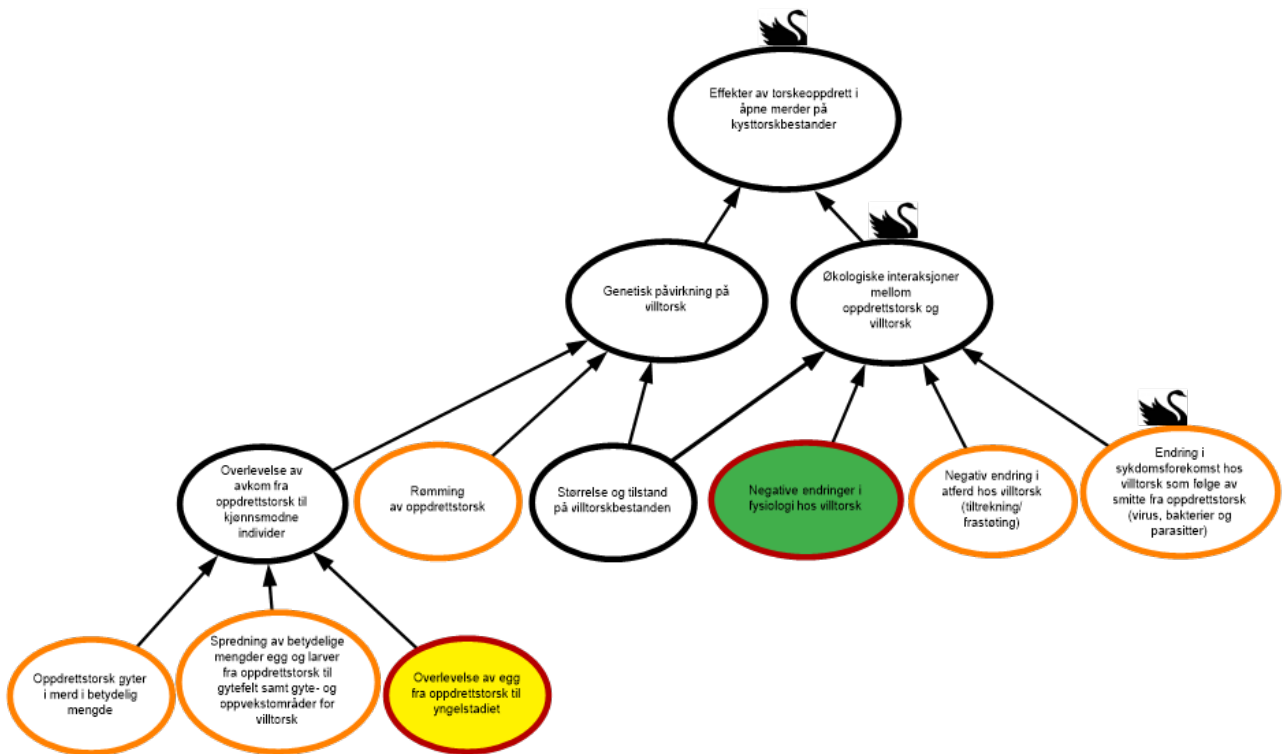 Effekter av torskeoppdrett i
åpne merder på
kysttorskbestander
Genetisk påvirkning på
villtorsk
Økologiske interaksjoner
mellom
oppdrettstorsk og
villtorsk
Overlevelse av
avkom fra
oppdrettstorsk til
kjønnsmodne
individer
Rømming
av oppdrettstorsk
Størrelse og tilstand
på villtorskbestanden
Negative endringer i
fysiologi hos villtorsk
Negativ endring i
atferd hos villtorsk
(tiltrekning/
frastøting)
Endring i
sykdomsforekomst hos
villtorsk som følge av
smitte fra oppdrettstorsk
(virus, bakterier og
parasitter)
Oppdrettstorsk gyter
i merd i betydelig
mengde
Spredning av betydelige
mengder egg og larver
fra oppdrettstorsk til
gytefelt samt gyte- og
oppvekstområder for
villtorsk
Overlevelse av egg
fra oppdrettstorsk til
yngelstadiet